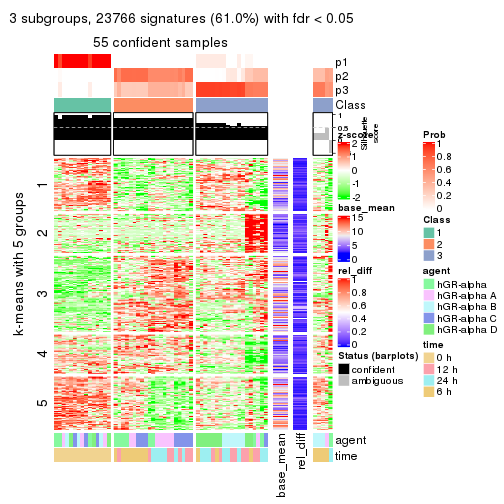 3 subgroups, 23766 signatures (61.0%) with fdr < 0.05
55 confident samples
p1
p2
p3
Class
1
0.5
0
Silhouette
score
k-means with 5 groups
1
2
3
4
5
agent
time
base_mean
rel_diff
z-score
2
1
0
-1
-2
base_mean
15
10
5
0
rel_diff
1
0.8
0.6
0.4
0.2
0
Status (barplots)
confident
ambiguous
Prob
1
0.8
0.6
0.4
0.2
0
Class
1
2
3
agent
hGR-alpha
hGR-alpha A
hGR-alpha B
hGR-alpha C
hGR-alpha D
time
0 h
12 h
24 h
6 h